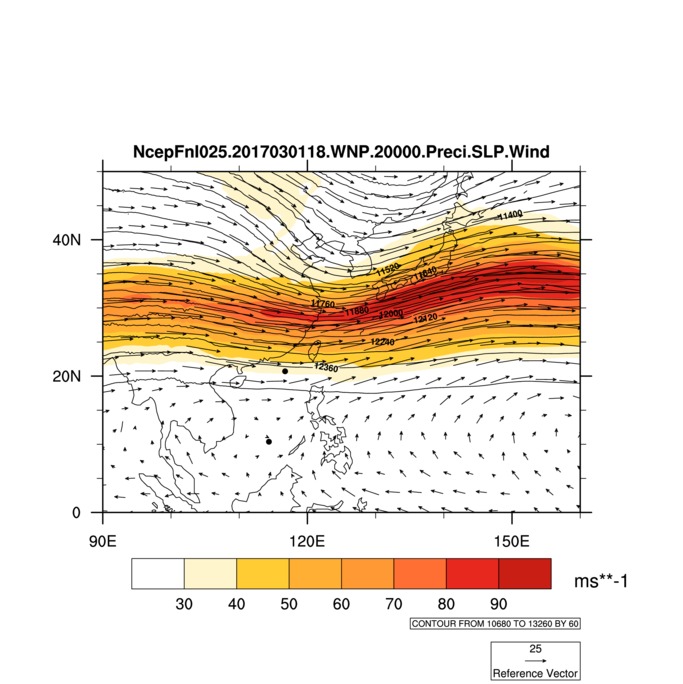 NcepFnl025.2017030118.WNP.20000.Preci.SLP.Wind
11400
40N
11520
11640
11760
11880
12000
12120
12240
12360
20N
0
90E 120E 150E
ms**-1
30 40 50 60 70 80 90
CONTOUR FROM 10680 TO 13260 BY 60
25
Reference Vector